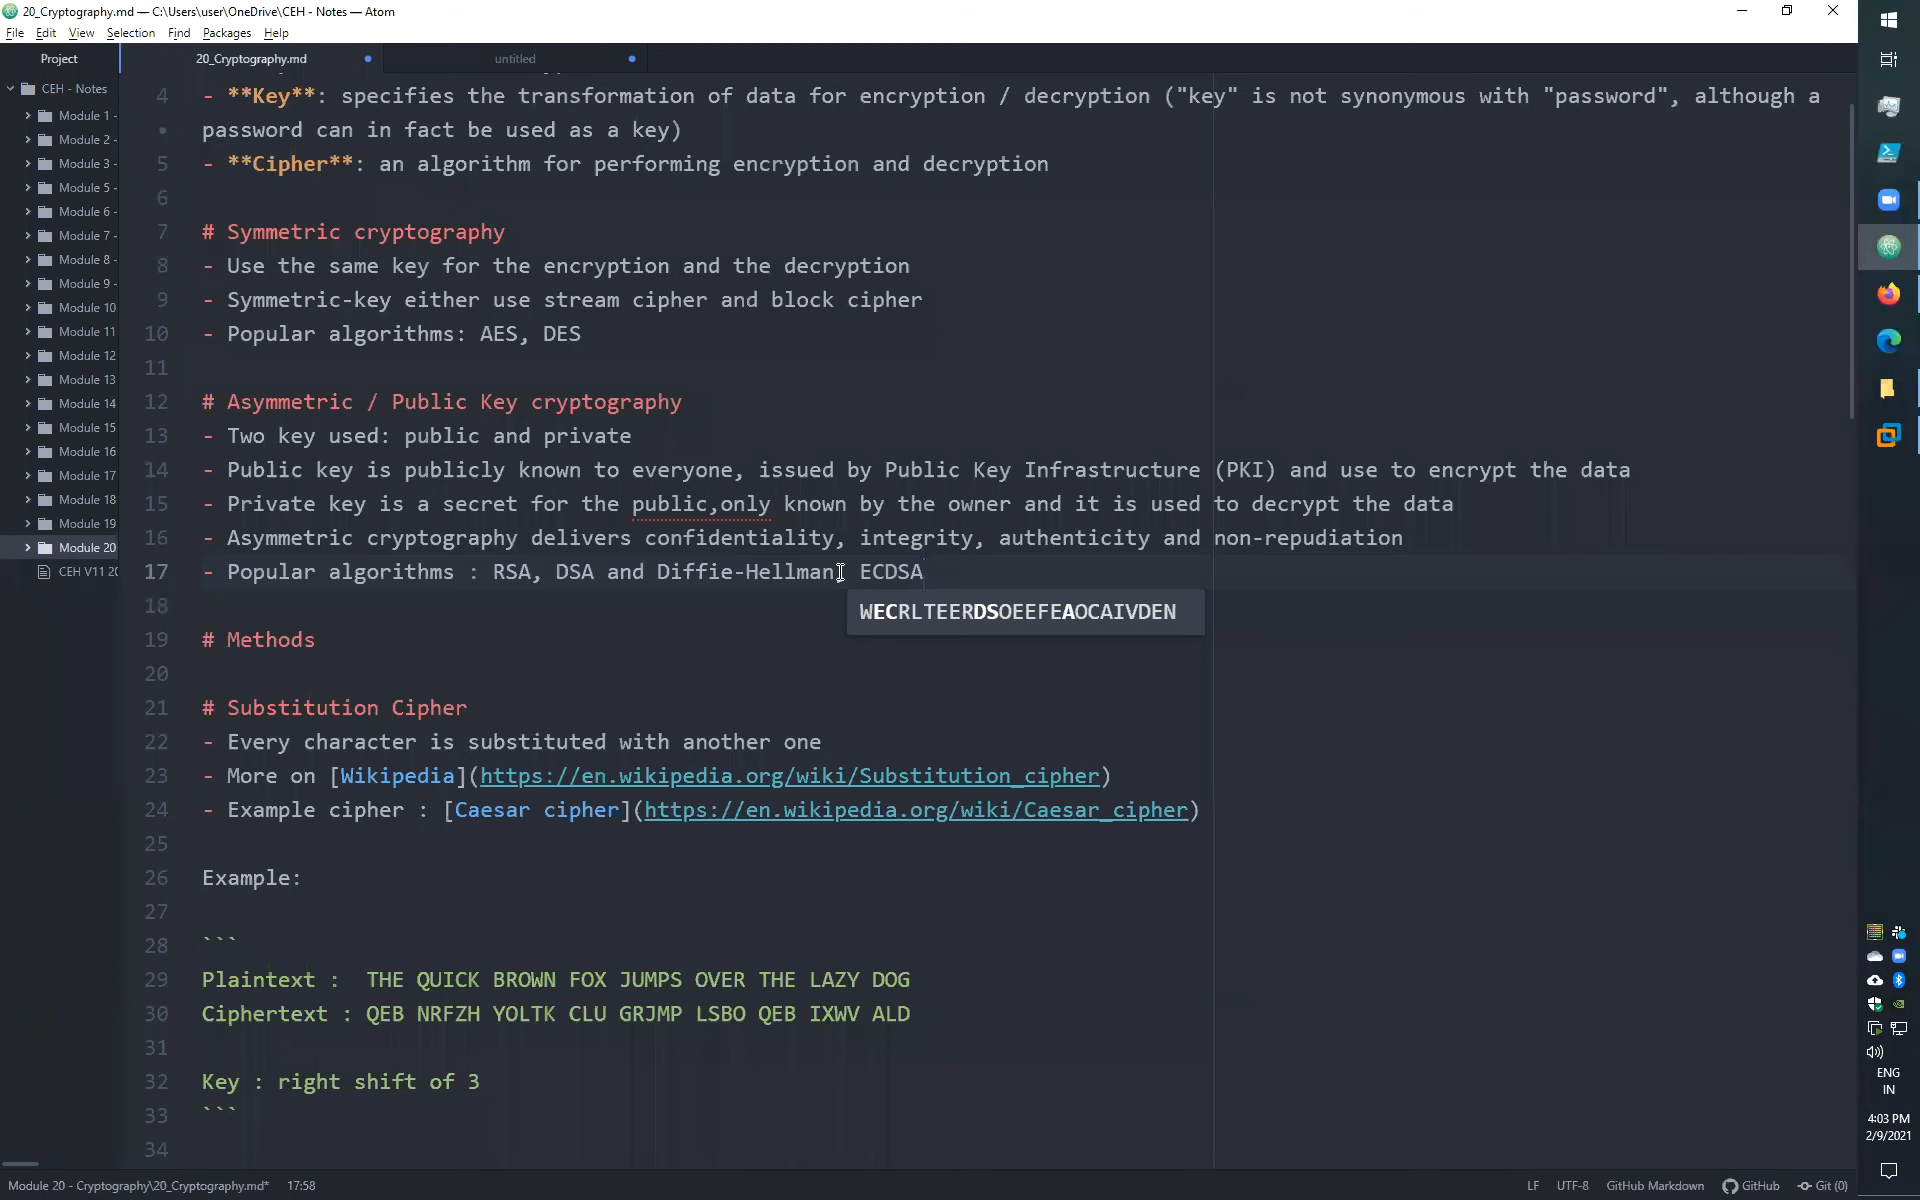 20_Cryptography.md — C:\Users\user\OneDrive\CEH - Notes — Atom
File Edit View Selection Find Packages Help
Project
20_Cryptography.md
untitled
CEH - Notes
Module 1 -
Module 2 -
Module 3 -
Module 5 -
Module 6 -
Module 7 -
Module 8 -
Module 9 -
Module 10
Module 11
Module 12
Module 13
Module 14
Module 15
Module 16
Module 17
Module 18
Module 19
Module 20
CEH V11 20
4 - **Key**: specifies the transformation of data for encryption / decryption ("key" is not synonymous with "password", although a
password can in fact be used as a key)
5 - **Cipher**: an algorithm for performing encryption and decryption
6
7 # Symmetric cryptography
8 - Use the same key for the encryption and the decryption
9 - Symmetric-key either use stream cipher and block cipher
10 - Popular algorithms: AES, DES
11
12 # Asymmetric / Public Key cryptography
13 - Two key used: public and private
14 - Public key is publicly known to everyone, issued by Public Key Infrastructure (PKI) and use to encrypt the data
15 - Private key is a secret for the public,only known by the owner and it is used to decrypt the data
16 - Asymmetric cryptography delivers confidentiality, integrity, authenticity and non-repudiation
17 - Popular algorithms : RSA, DSA and Diffie-Hellman ECDSA
WECRLTEERDSOEEFEAOCAIVDEN
18
19 # Methods
20
21 # Substitution Cipher
22 - Every character is substituted with another one
23 - More on [Wikipedia](https://en.wikipedia.org/wiki/Substitution_cipher)
24 - Example cipher : [Caesar cipher](https://en.wikipedia.org/wiki/Caesar_cipher)
25
26 Example:
27
28 ```
29 Plaintext : THE QUICK BROWN FOX JUMPS OVER THE LAZY DOG
30 Ciphertext : QEB NRFZH YOLTK CLU GRJMP LSBO QEB IXWV ALD
31
32 Key : right shift of 3
33 ```
34
Module 20 - Cryptography\20_Cryptography.md* 17:58
LF UTF-8 GitHub Markdown GitHub Git (0)
ENG
IN
4:03 PM
2/9/2021